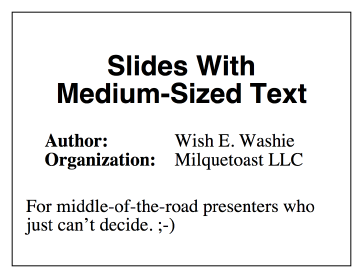 Slides With
Medium-Sized Text
Author: Wish E. Washie
Organization: Milquetoast LLC
For middle-of-the-road presenters who
just can't decide. ;-)